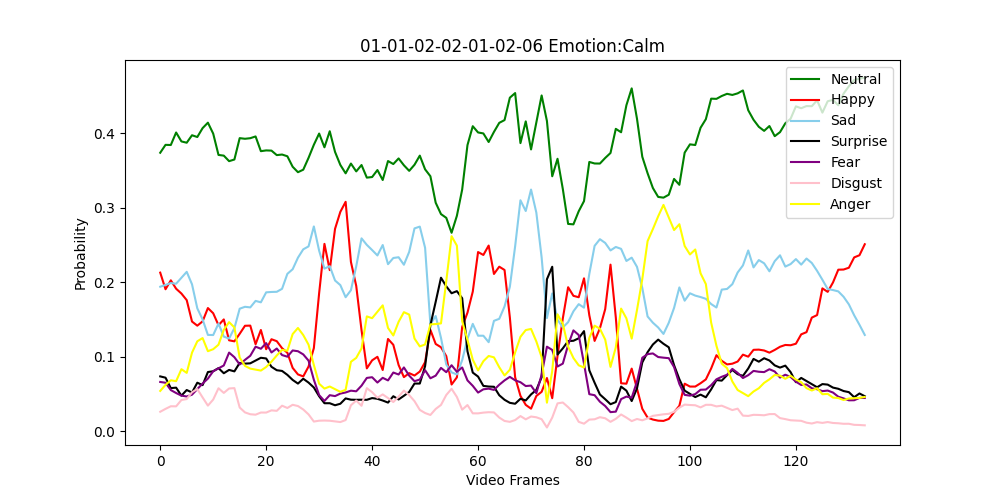 01-01-02-02-01-02-06 Emotion:Calm
Probability
0.4
0.3
0.2
0.1
0.0
0 20 40 60 80 100 120
Video Frames
Neutral
Happy
Sad
Surprise
Fear
Disgust
Anger